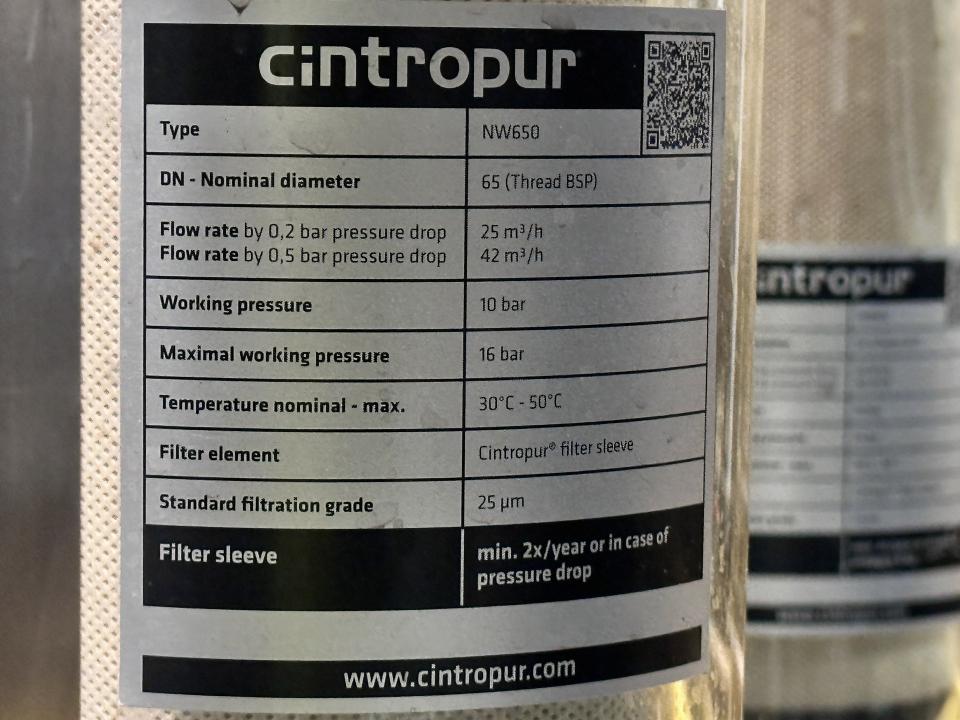 cintropur
Type NW650
DN - Nominal diameter 65 (Thread BSP)
Flow rate by 0,2 bar pressure drop 25 m³/h
Flow rate by 0,5 bar pressure drop 42 m³/h
Working pressure 10 bar
Maximal working pressure 16 bar
Temperature nominal - max. 30°C - 50°C
Filter element Cintropur® filter sleeve
Standard filtration grade 25 µm
Filter sleeve min. 2x/year or in case of
pressure drop
www.cintropur.com
intropur